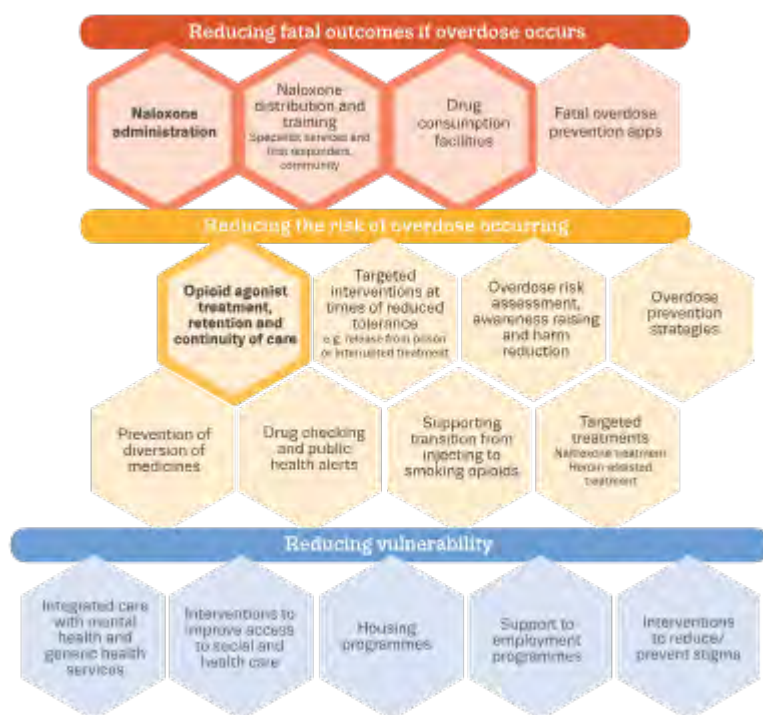 Reducing fatal outcomes if overdose occurs
Naloxone
administration
Naloxone
distribution and
training
Specialist services and
first responders,
community
Drug
consumption
facilities
Fatal overdose
prevention apps
Reducing the risk of overdose occurring
Opioid agonist
treatment,
retention and
continuity of care
Targeted
interventions at
times of reduced
tolerance
e.g. release from prison
or interrupted treatment
Overdose risk
assessment,
awareness raising
and harm
reduction
Overdose
prevention
strategies
Prevention of
diversion of
medicines
Drug checking
and public
health alerts
Supporting
transition from
injecting to
smoking opioids
Targeted
treatments
Naltrexone treatment
Heroin-assisted
treatment
Reducing vulnerability
Integrated care
with mental
health and
generic health
services
Interventions to
improve access
to social and
health care
Housing
programmes
Support to
employment
programmes
Interventions
to reduce/
prevent stigma